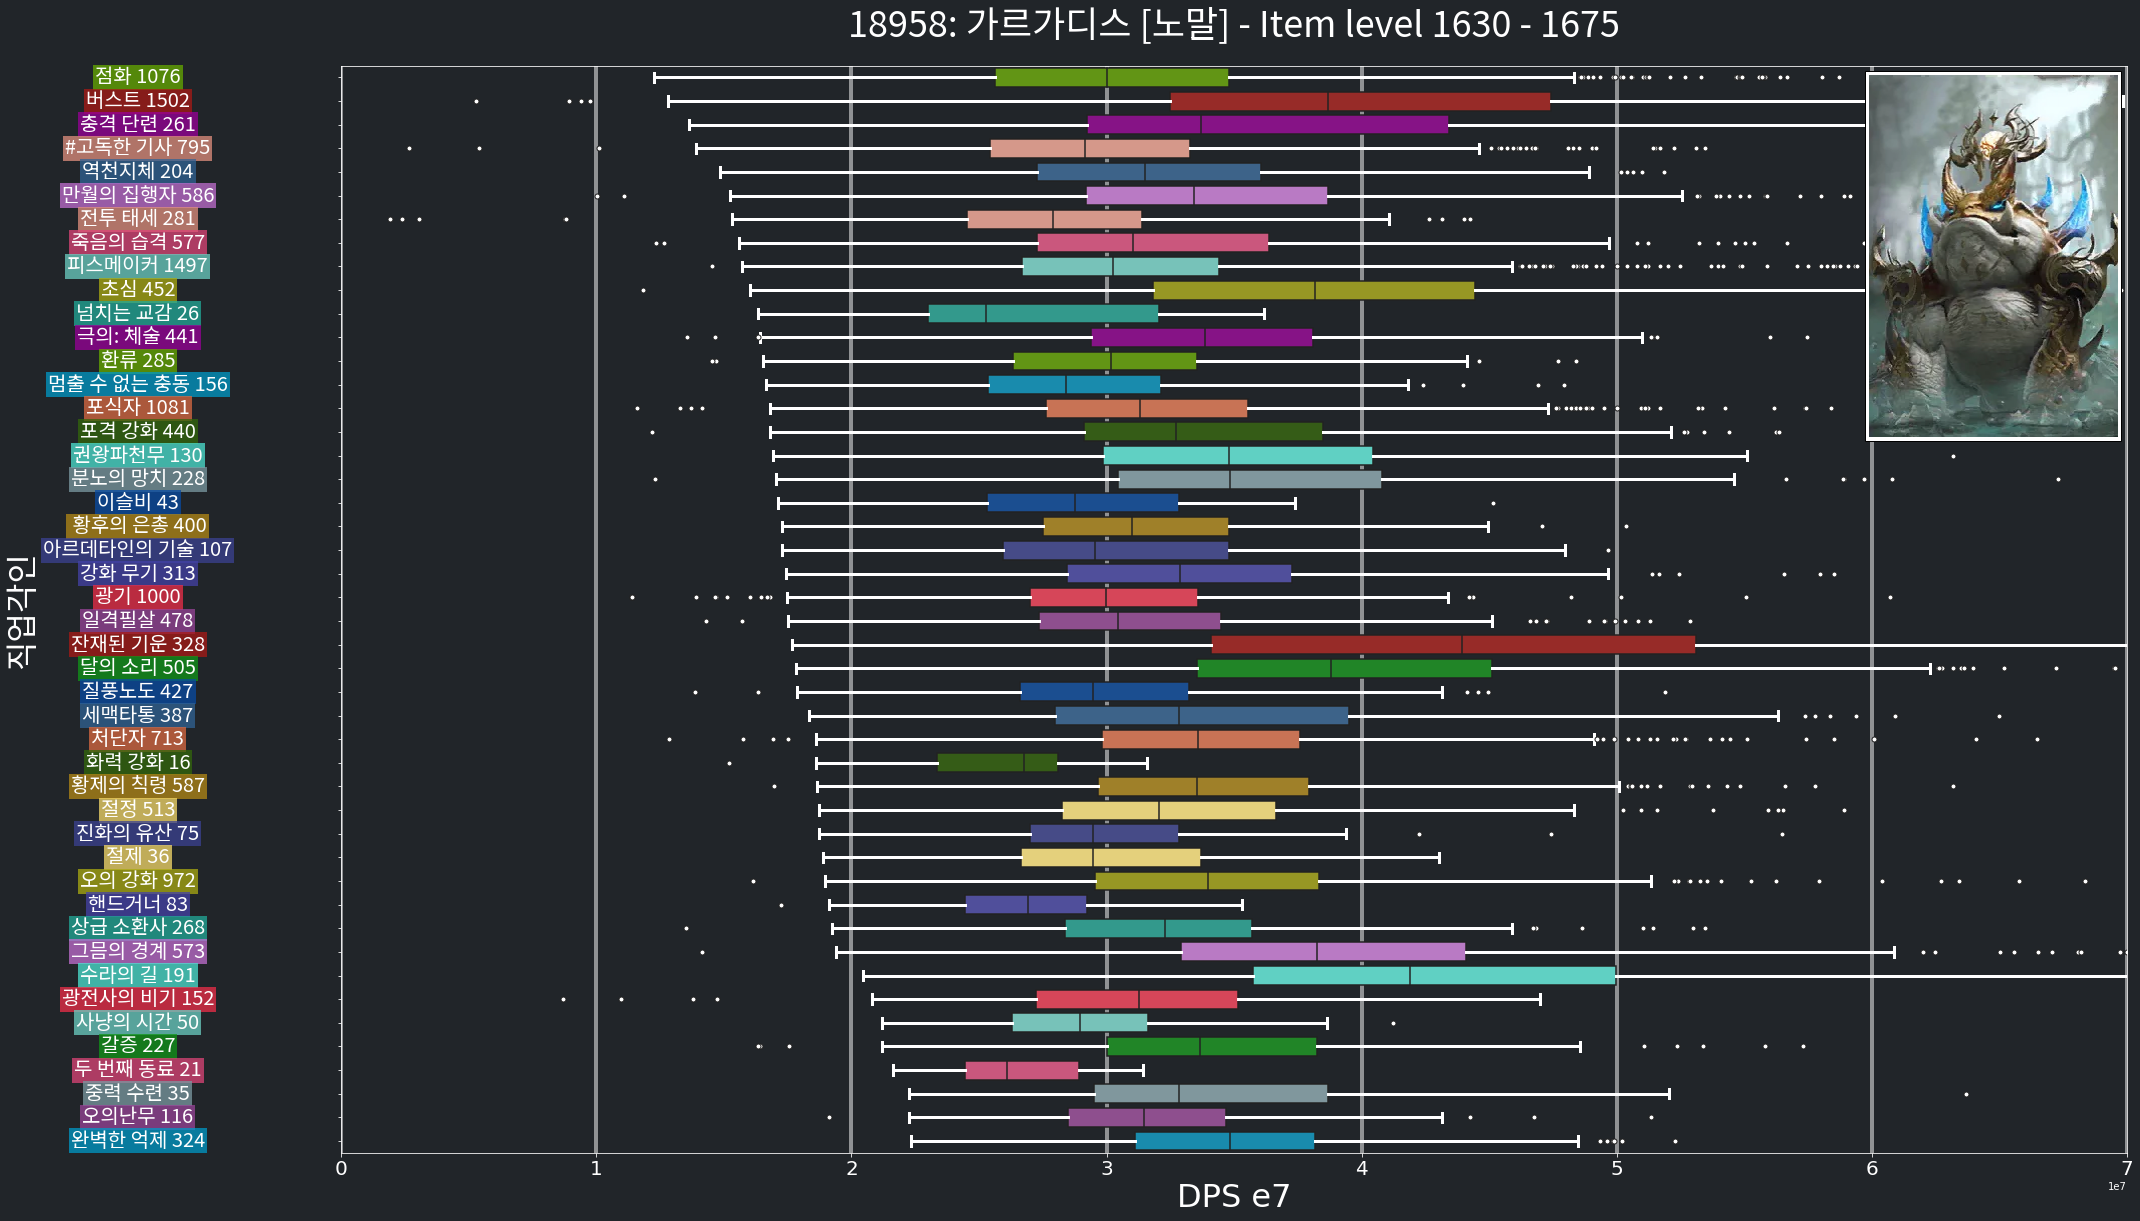 18958: 가르가디스 [노말] - Item level 1630 - 1675
점화 1076
버스트 1502
충격 단련 261
#고독한 기사 795
역천지체 204
만월의 집행자 586
전투 태세 281
죽음의 습격 577
피스메이커 1497
초심 452
넘치는 교감 26
극의: 체술 441
환류 285
멈출 수 없는 충동 156
포식자 1081
포격 강화 440
권왕파천무 130
분노의 망치 228
이슬비 43
황후의 은총 400
아르데타인의 기술 107
강화 무기 313
광기 1000
일격필살 478
잔재된 기운 328
달의 소리 505
질풍노도 427
세맥타통 387
처단자 713
화력 강화 16
황제의 칙령 587
절정 513
진화의 유산 75
절제 36
오의 강화 972
핸드거너 83
상급 소환사 268
그믐의 경계 573
수라의 길 191
광전사의 비기 152
사냥의 시간 50
갈증 227
두 번째 동료 21
중력 수련 35
오의난무 116
완벽한 억제 324
직업각인
0 1 2 3 4 5 6 7
DPS e7
1e7